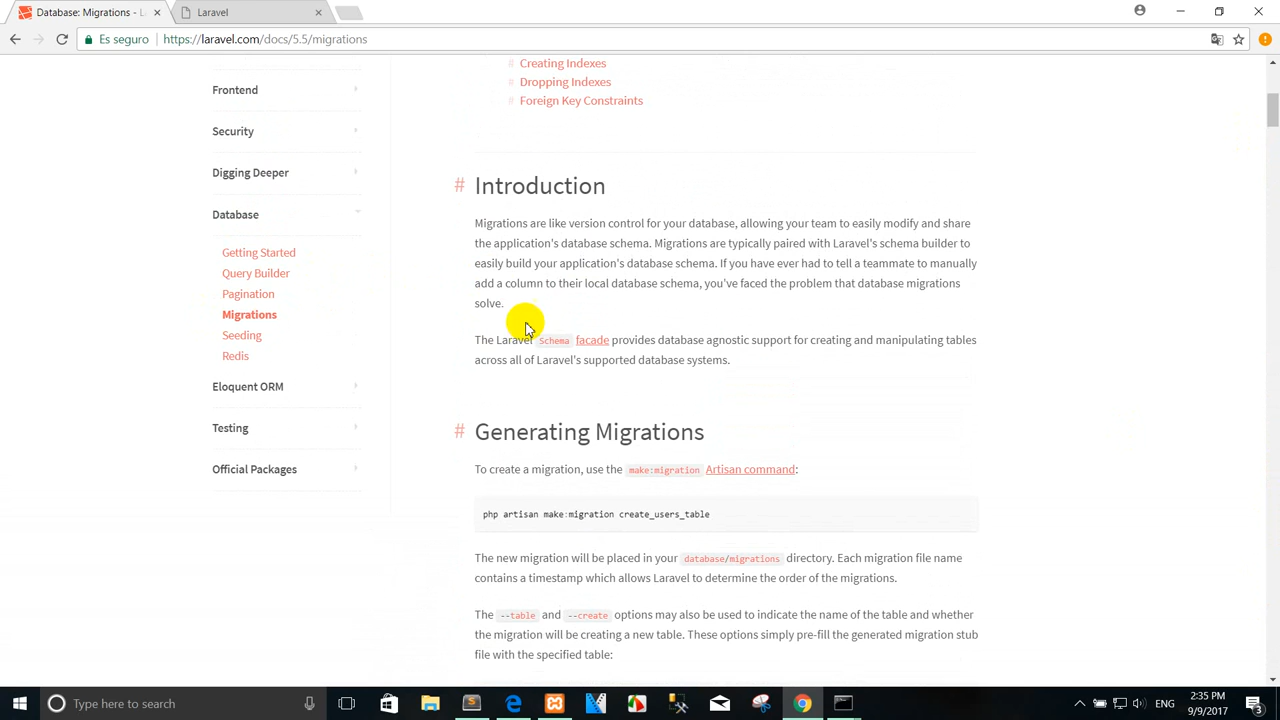 Database: Migrations - L
Laravel
Es seguro
https://laravel.com/docs/5.5/migrations
# Creating Indexes
# Dropping Indexes
# Foreign Key Constraints
Frontend
Security
Digging Deeper
Database
Getting Started
Query Builder
Pagination
Migrations
Seeding
Redis
Eloquent ORM
Testing
Official Packages
# Introduction
Migrations are like version control for your database, allowing your team to easily modify and share
the application's database schema. Migrations are typically paired with Laravel's schema builder to
easily build your application's database schema. If you have ever had to tell a teammate to manually
add a column to their local database schema, you've faced the problem that database migrations
solve.
The Laravel Schema facade provides database agnostic support for creating and manipulating tables
across all of Laravel's supported database systems.
# Generating Migrations
To create a migration, use the make:migration Artisan command:
php artisan make:migration create_users_table
The new migration will be placed in your database/migrations directory. Each migration file name
contains a timestamp which allows Laravel to determine the order of the migrations.
The --table and --create options may also be used to indicate the name of the table and whether
the migration will be creating a new table. These options simply pre-fill the generated migration stub
file with the specified table:
Type here to search
ENG
2:35 PM
9/9/2017
3